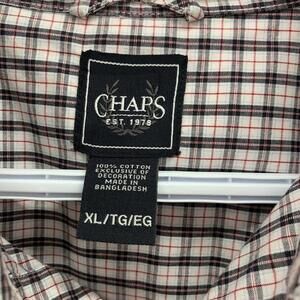 CHAPS
EST. 1978
100% COTTON
EXCLUSIVE OF
DECORATION
MADE IN
BANGLADESH
XL/TG/EG